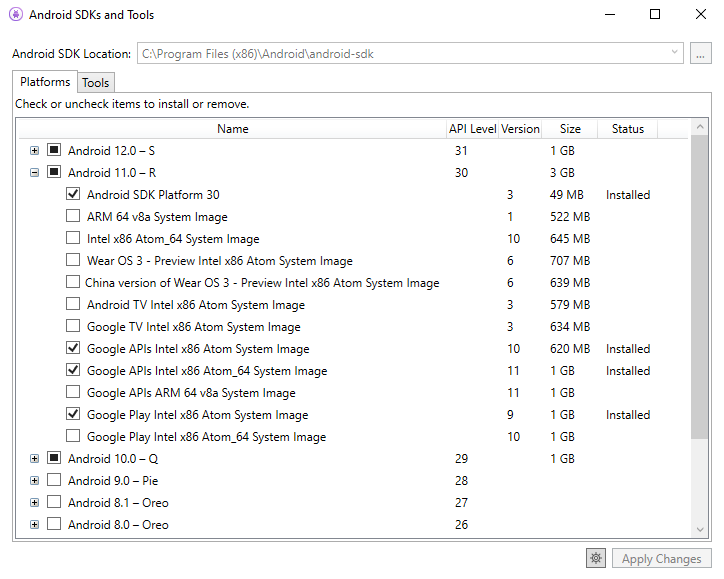 Android SDKs and Tools
Android SDK Location: C:\Program Files (x86)\Android\android-sdk ...
Platforms Tools
Check or uncheck items to install or remove.
Name API Level Version Size Status
Android 12.0 – S 31 1 GB
Android 11.0 – R 30 3 GB
Android SDK Platform 30 3 49 MB Installed
ARM 64 v8a System Image 1 522 MB
Intel x86 Atom_64 System Image 10 645 MB
Wear OS 3 - Preview Intel x86 Atom System Image 6 707 MB
China version of Wear OS 3 - Preview Intel x86 Atom System Image 6 639 MB
Android TV Intel x86 Atom System Image 3 579 MB
Google TV Intel x86 Atom System Image 3 634 MB
Google APIs Intel x86 Atom System Image 10 620 MB Installed
Google APIs Intel x86 Atom_64 System Image 11 1 GB Installed
Google APIs ARM 64 v8a System Image 11 1 GB
Google Play Intel x86 Atom System Image 9 1 GB Installed
Google Play Intel x86 Atom_64 System Image 10 1 GB
Android 10.0 – Q 29 1 GB
Android 9.0 – Pie 28
Android 8.1 – Oreo 27
Android 8.0 – Oreo 26
Apply Changes